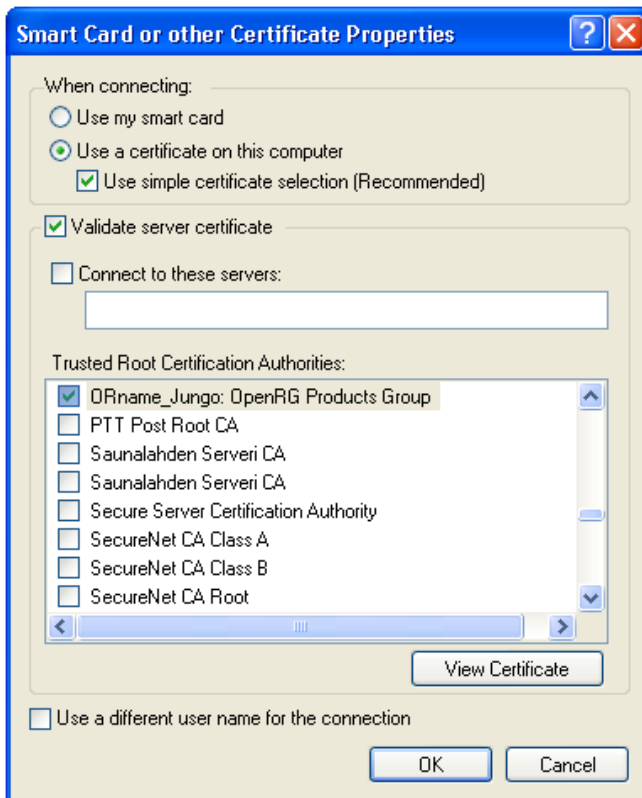 Smart Card or other Certificate Properties
When connecting:
Use my smart card
Use a certificate on this computer
Use simple certificate selection (Recommended)
Validate server certificate
Connect to these servers:
Trusted Root Certification Authorities:
ORname_Jungo: OpenRG Products Group
PTT Post Root CA
Saunalahden Serveri CA
Saunalahden Serveri CA
Secure Server Certification Authority
SecureNet CA Class A
SecureNet CA Class B
SecureNet CA Root
View Certificate
Use a different user name for the connection
OK Cancel